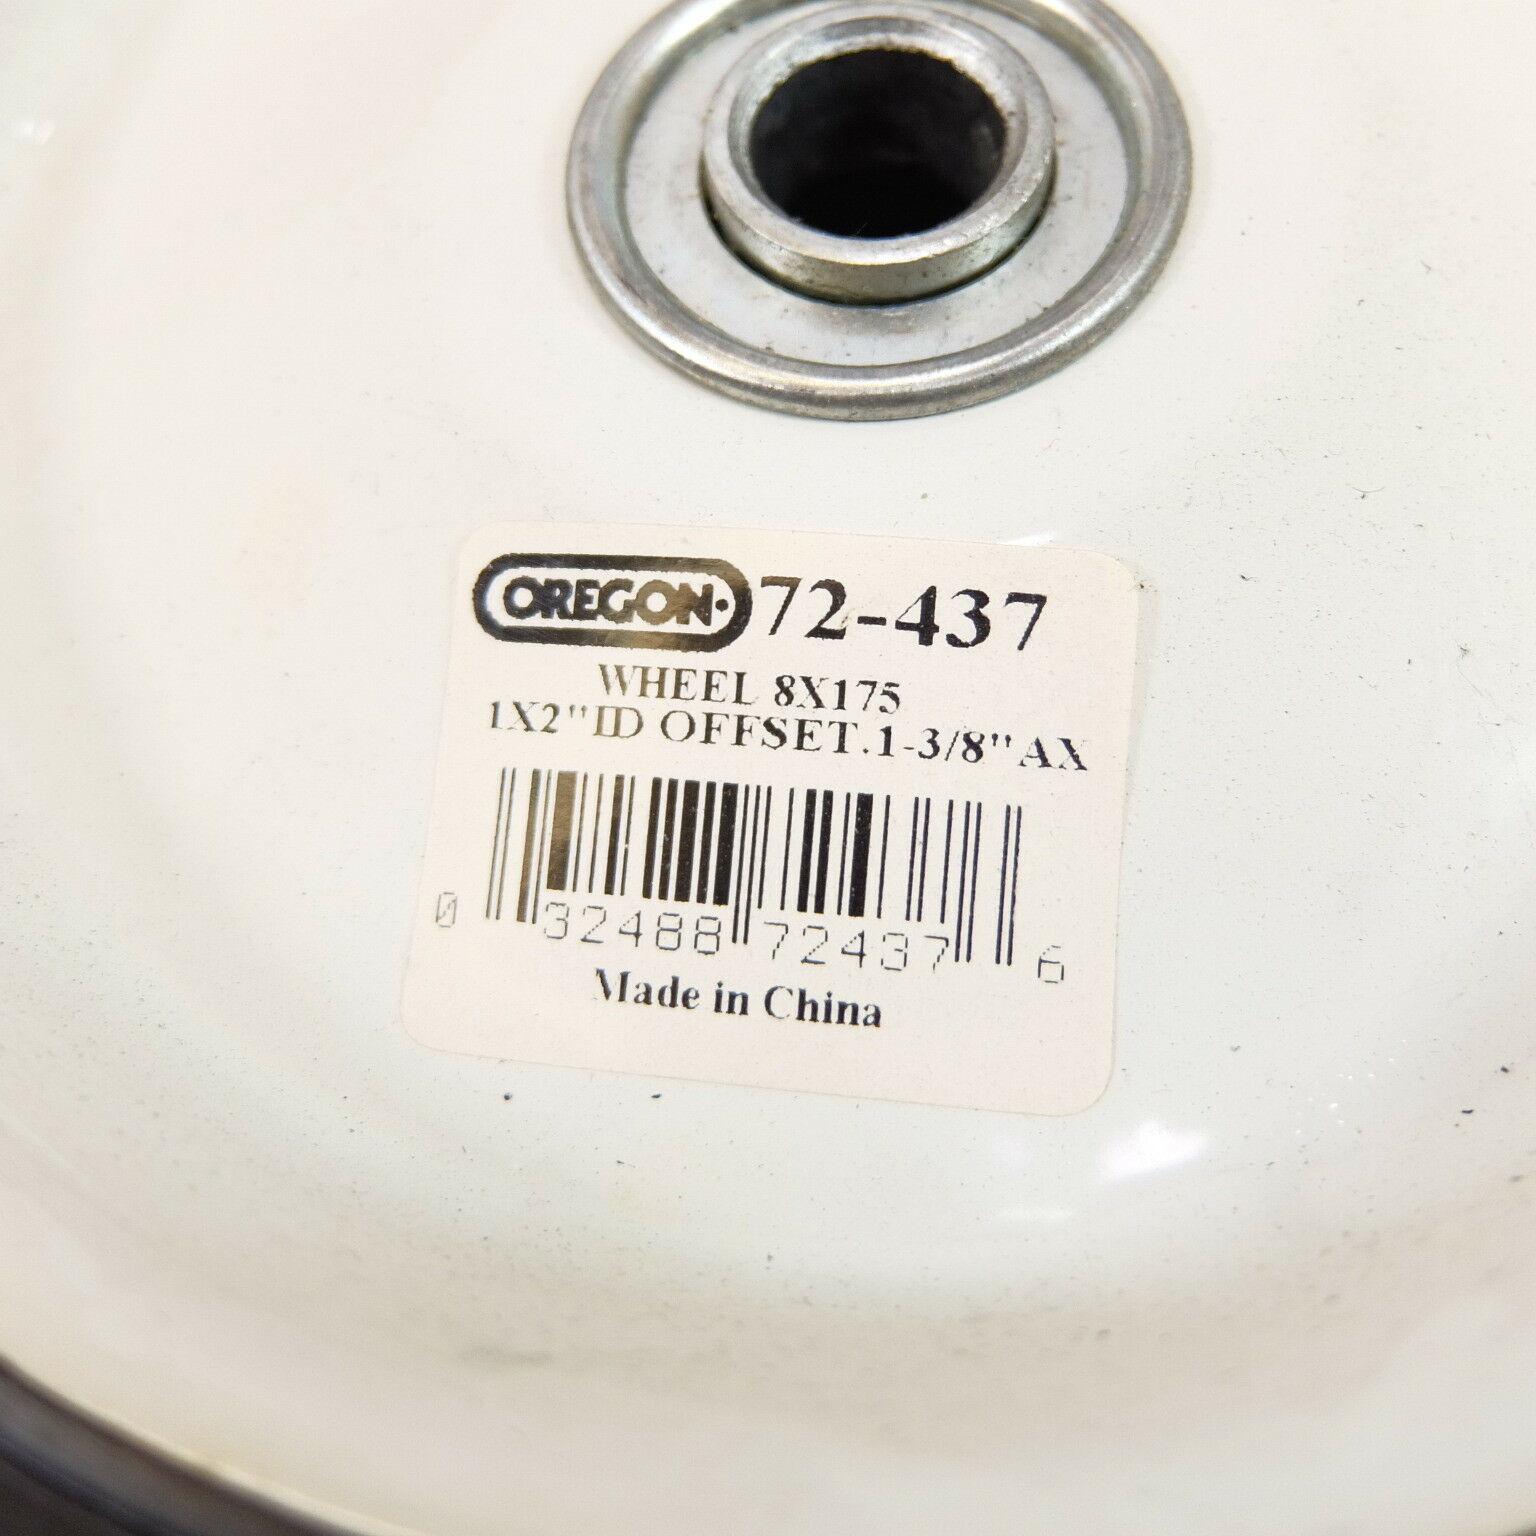 OREGON 72-437
WHEEL 8X175
1X2"ID OFFSET.1-3/8"AX
0 32488 72437 6
Made in China